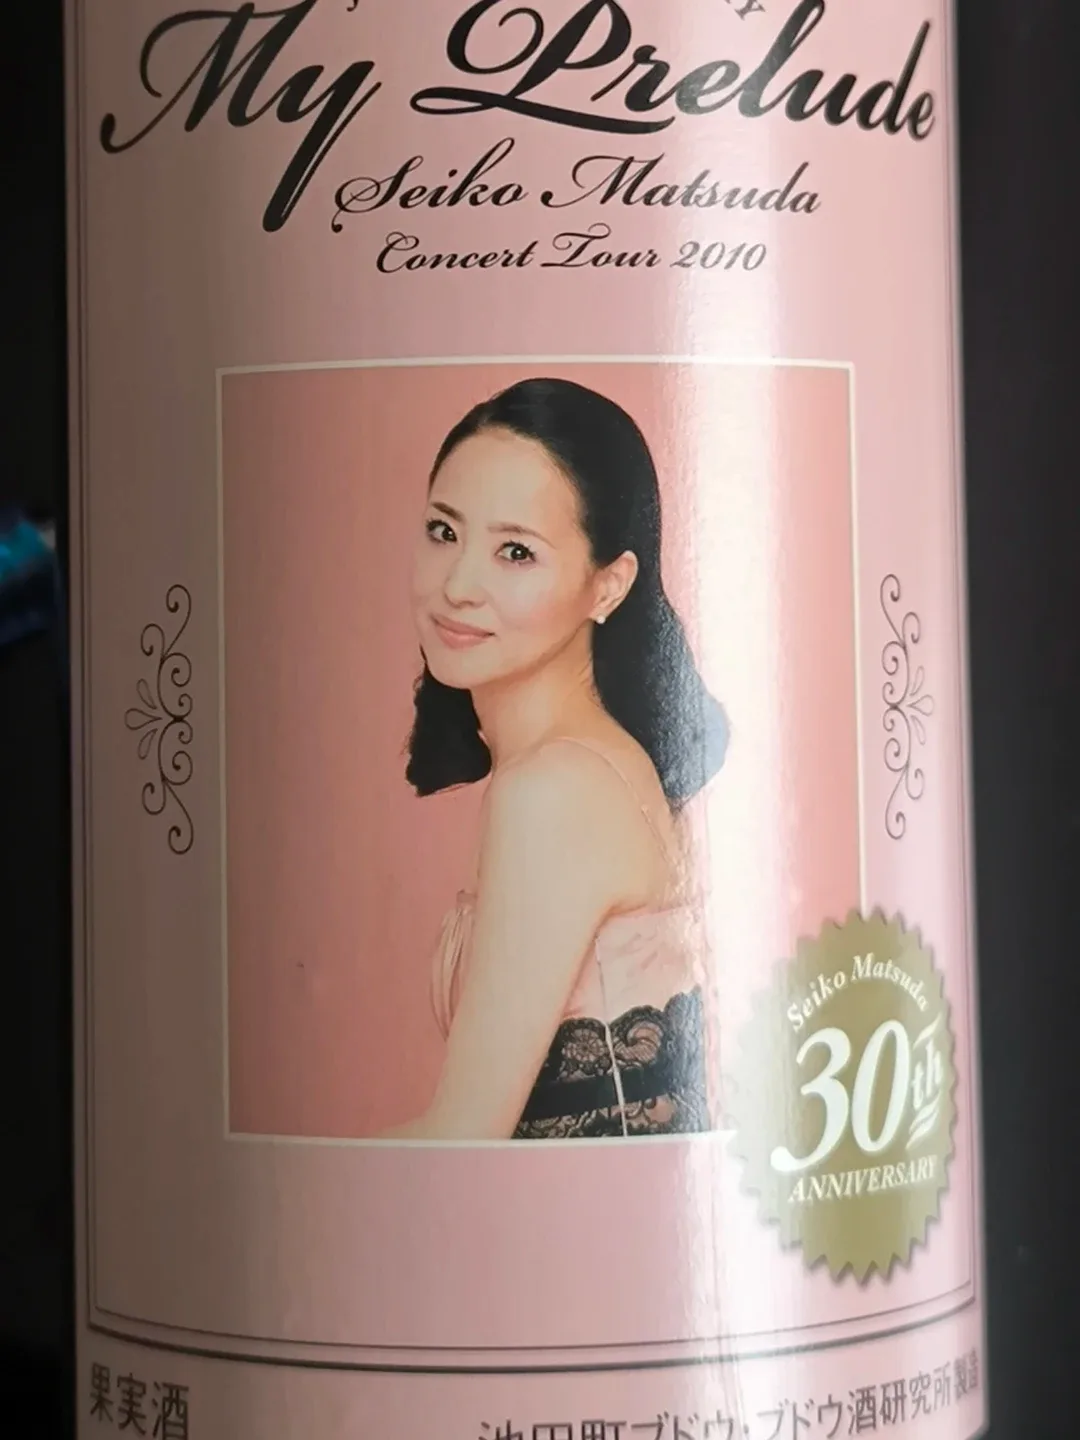 My Prelude
Seiko Matsuda
Concert Tour 2010
Seiko Matsuda
30th
ANNIVERSARY
果実酒
池田町ブドウ・ブドウ酒研究所製造